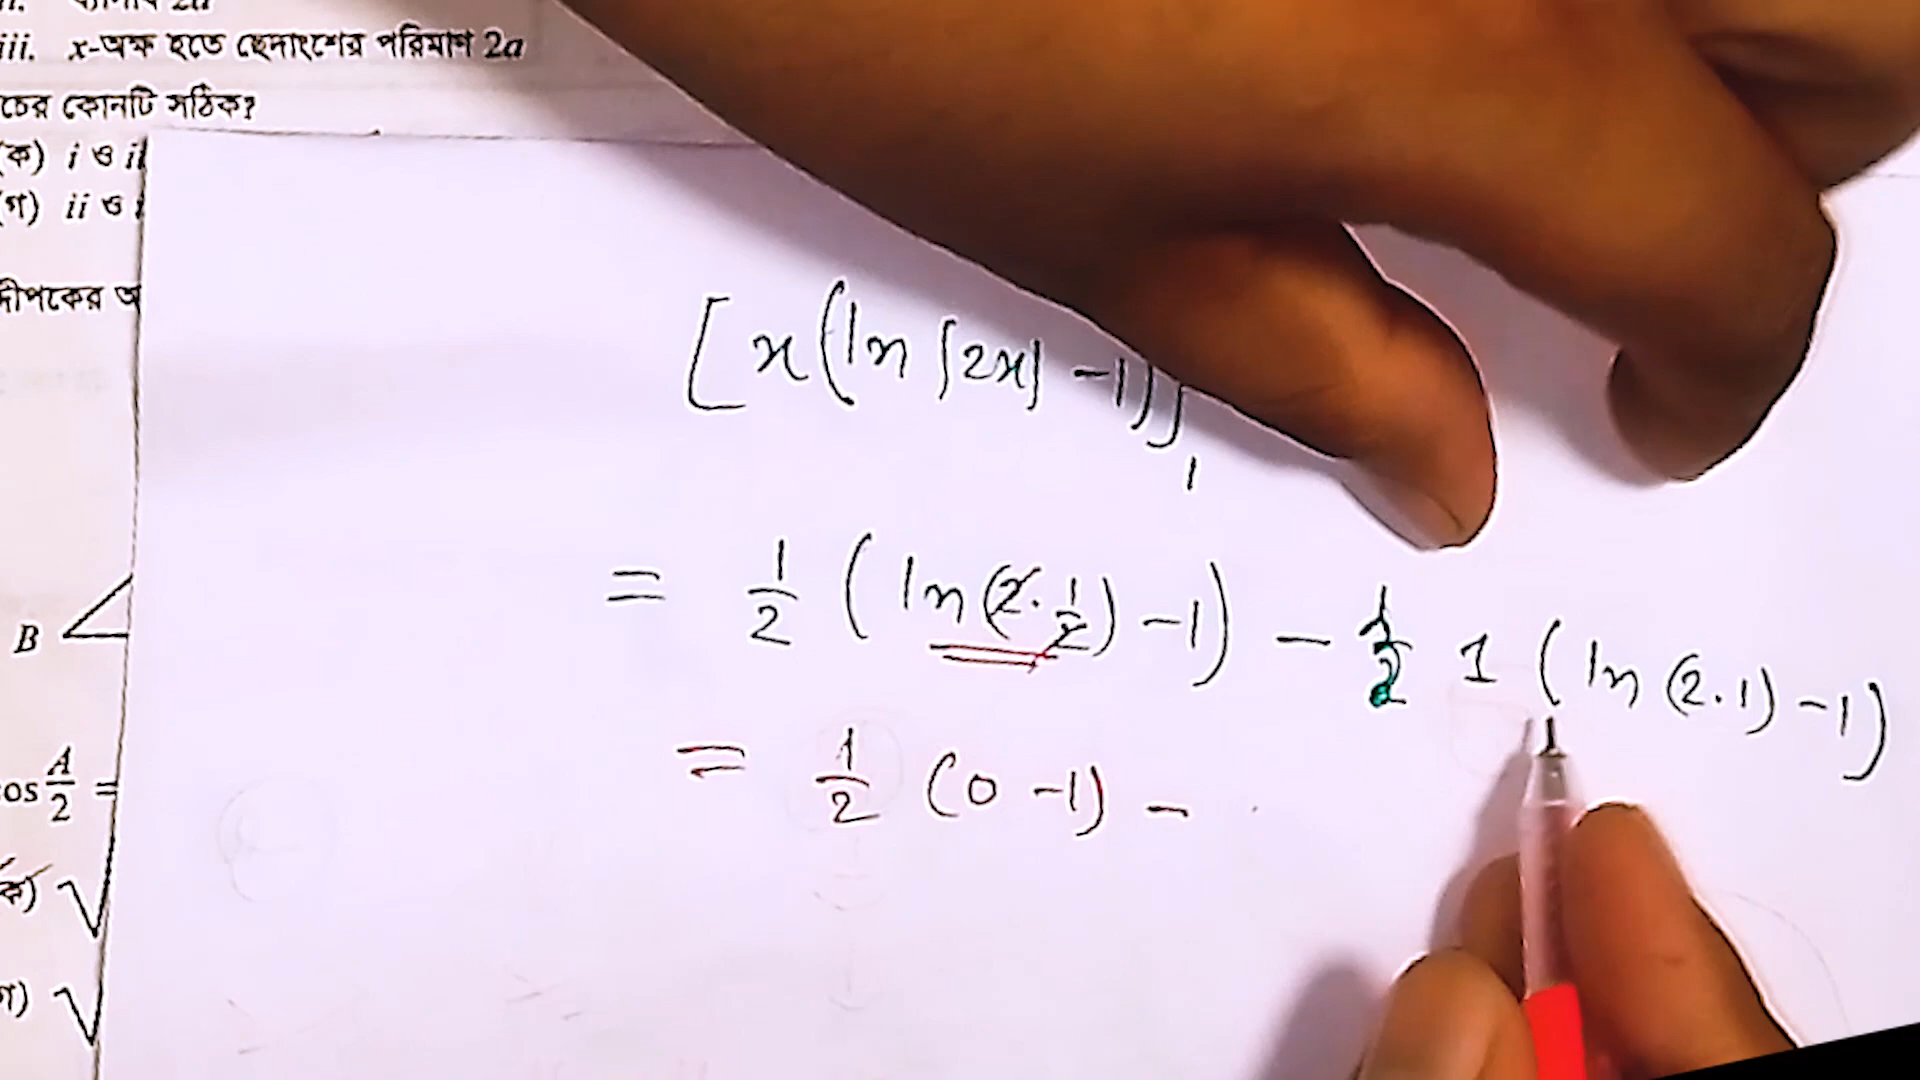 iii. x-অক্ষ হতে ছেদাংশের পরিমাণ 2a
চের কোনটি সঠিক?
(ক) i ও ii
(গ) ii ও i
দীপকের অ
[x(ln|2x| -1)]
1
= 1/2 (ln(2·1/2) -1) - 1/2 1 (ln(2.1) -1)
B
= 1/2 (0 -1) -
cos A/2 =
ক) √
গ) √